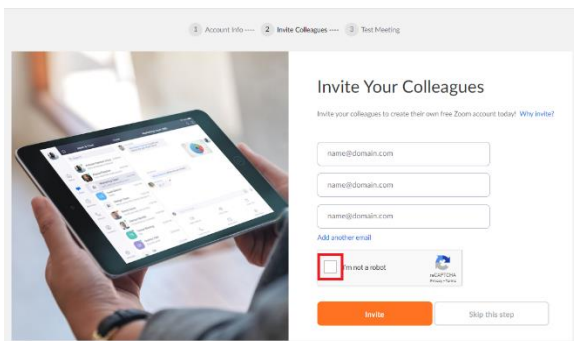 1 Account Info ---- 2 Invite Colleagues ---- 3 Test Meeting
Invite Your Colleagues
Invite your colleagues to create their own free Zoom account today! Why invite?
name@domain.com
name@domain.com
name@domain.com
Add another email
I'm not a robot
reCAPTCHA
Privacy - Terms
Invite
Skip this step